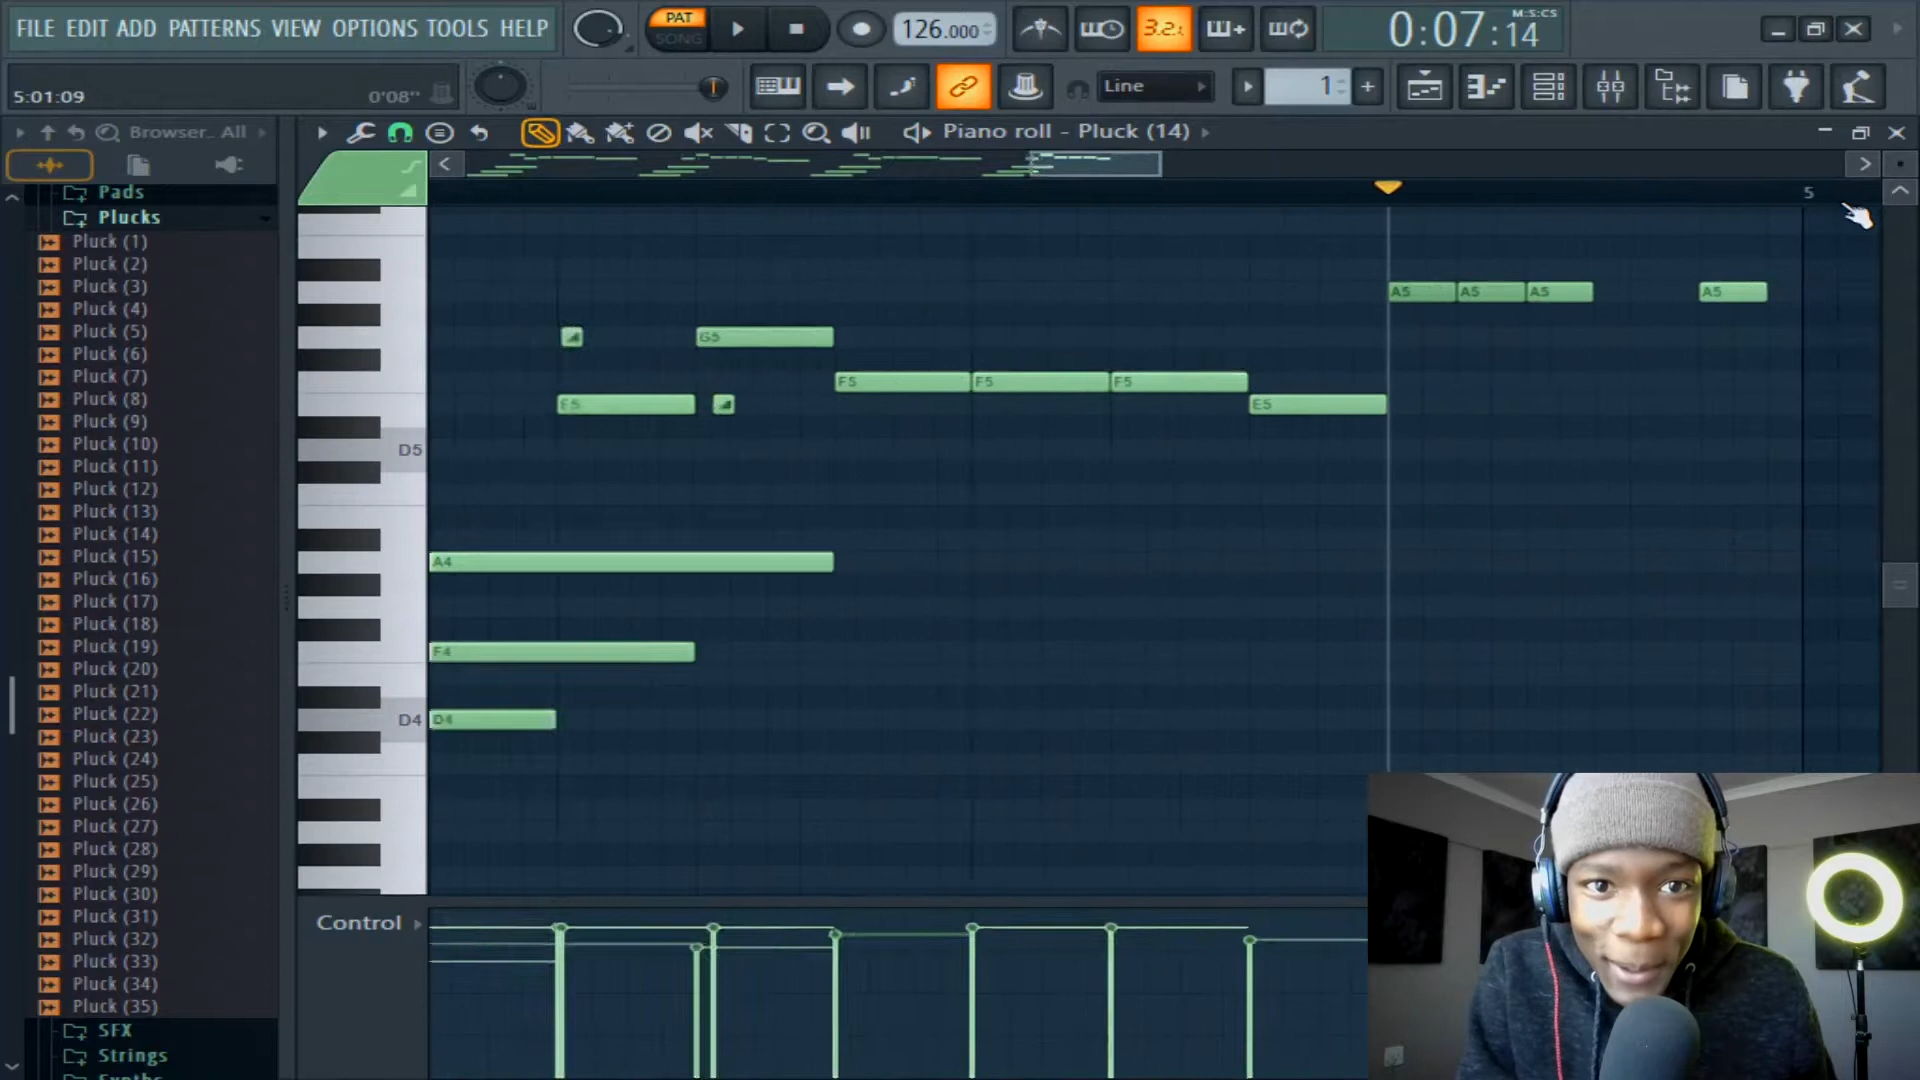 FILE EDIT ADD PATTERNS VIEW OPTIONS TOOLS HELP
PAT
SONG
126.000
3.2.
0:07:14
M:S:CS
5:01:09
0'08"
Line
1
Browser.. All
Piano roll - Pluck (14)
5
Pads
Plucks
Pluck (1)
Pluck (2)
Pluck (3)
Pluck (4)
Pluck (5)
Pluck (6)
Pluck (7)
Pluck (8)
Pluck (9)
Pluck (10)
Pluck (11)
Pluck (12)
Pluck (13)
Pluck (14)
Pluck (15)
Pluck (16)
Pluck (17)
Pluck (18)
Pluck (19)
Pluck (20)
Pluck (21)
Pluck (22)
Pluck (23)
Pluck (24)
Pluck (25)
Pluck (26)
Pluck (27)
Pluck (28)
Pluck (29)
Pluck (30)
Pluck (31)
Pluck (32)
Pluck (33)
Pluck (34)
Pluck (35)
SFX
Strings
A5 A5 A5 A5
G5
F5 F5 F5
E5 E5
D5
A4
F4
D4 D4
Control